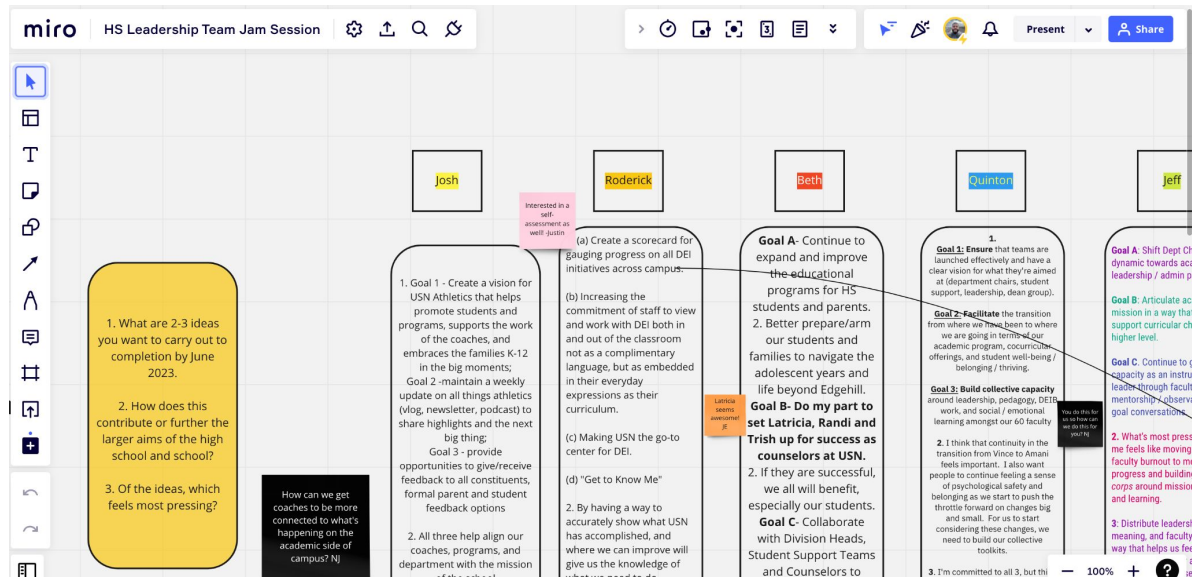 miro
HS Leadership Team Jam Session
3
Present
Share
Josh
Roderick
Beth
Quinton
Jeff
1. What are 2-3 ideas
you want to carry out to
completion by June
2023.
2. How does this
contribute or further the
larger aims of the high
school and school?
3. Of the ideas, which
feels most pressing?
How can we get
coaches to be more
connected to what's
happening on the
academic side of
campus? NJ
1. Goal 1 - Create a vision for
USN Athletics that helps
promote students and
programs, supports the work
of the coaches, and
embraces the families K-12
in the big moments;
Goal 2 -maintain a weekly
update on all things athletics
(vlog, newsletter, podcast) to
share highlights and the next
big thing;
Goal 3 - provide
opportunities to give/receive
feedback to all constituents,
formal parent and student
feedback options
2. All three help align our
coaches, programs, and
department with the mission
of the school
Interested in a
self-
assessment as
well! -Justin
(a) Create a scorecard for
gauging progress on all DEI
initiatives across campus.
(b) Increasing the
commitment of staff to view
and work with DEI both in
and out of the classroom
not as a complimentary
language, but as embedded
in their everyday
expressions as their
curriculum.
(c) Making USN the go-to
center for DEI.
(d) "Get to Know Me"
2. By having a way to
accurately show what USN
has accomplished, and
where we can improve will
give us the knowledge of
what we need to do
Latricia
seems
awesome!
JE
Goal A- Continue to
expand and improve
the educational
programs for HS
students and parents.
2. Better prepare/arm
our students and
families to navigate the
adolescent years and
life beyond Edgehill.
Goal B- Do my part to
set Latricia, Randi and
Trish up for success as
counselors at USN.
2. If they are successful,
we all will benefit,
especially our students.
Goal C- Collaborate
with Division Heads,
Student Support Teams
and Counselors to
1.
Goal 1: Ensure that teams are
launched effectively and have a
clear vision for what they're aimed
at (department chairs, student
support, leadership, dean group).
Goal 2: Facilitate the transition
from where we have been to where
we are going in terms of our
academic program, cocurricular
offerings, and student well-being /
belonging / thriving.
Goal 3: Build collective capacity
around leadership, pedagogy, DEIB
work, and social / emotional
learning amongst our 60 faculty
2. I think that continuity in the
transition from Vince to Amani
feels important. I also want
people to continue feeling a sense
of psychological safety and
belonging as we start to push the
throttle forward on changes big
and small. For us to start
considering these changes, we
need to build our collective
toolkits.
3. I'm committed to all 3, but thi
You do this for
us so how can
we do this for
you? NJ
Goal A: Shift Dept Ch
dynamic towards aca
leadership / admin p
Goal B: Articulate ac
mission in a way that
support curricular ch
higher level.
Goal C. Continue to g
capacity as an instru
leader through facult
mentorship / observa
goal conversations.
2. What's most press
me feels like moving
faculty burnout to mo
progress and building
corps around mission
and learning.
3: Distribute leadersh
meaning, and faculty
way that helps us fee
100%
?